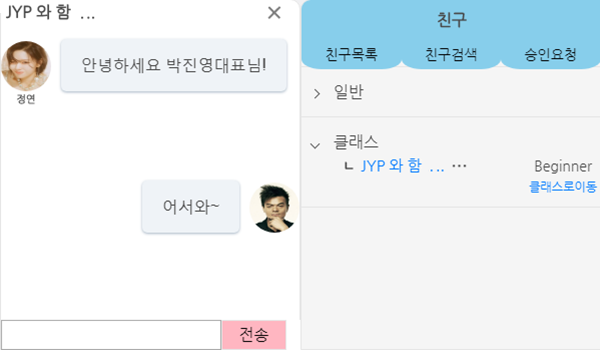 JYP 와 함 ...
안녕하세요 박진영대표님!
정연
어서와~
전송
친구
친구목록 친구검색 승인요청
일반
클래스
ㄴ JYP 와 함 ... ··· Beginner
클래스로이동